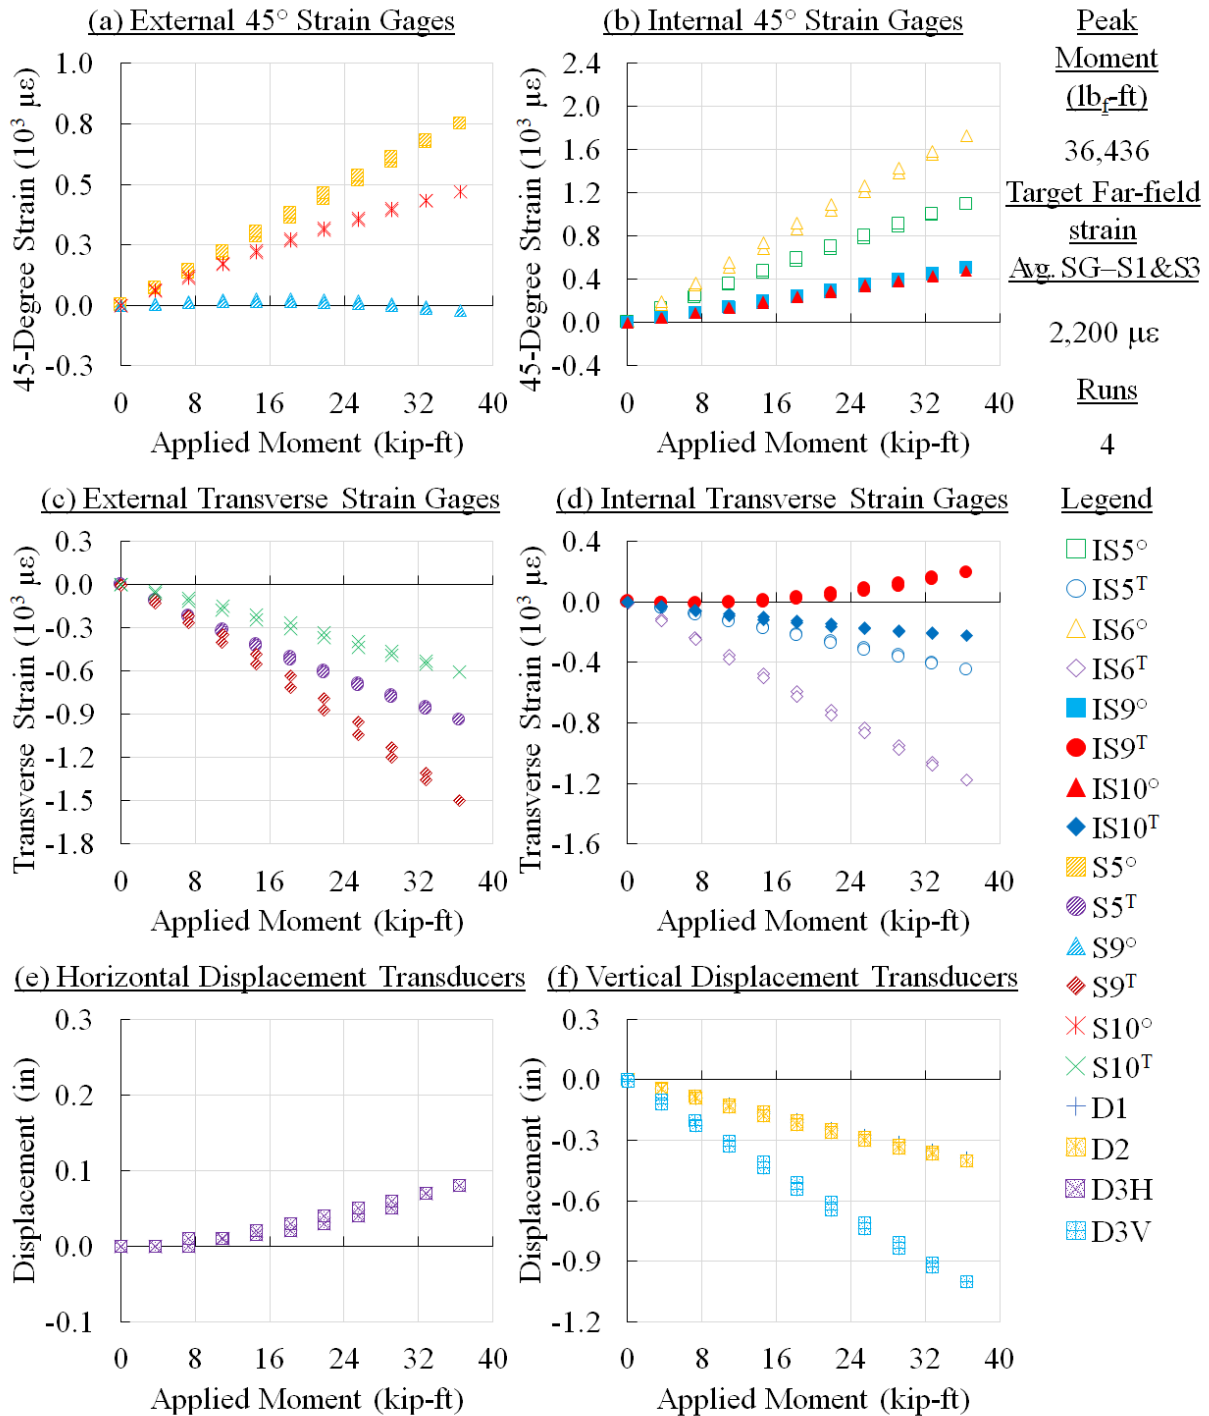 (a) External 45° Strain Gages
45-Degree Strain (10³ με)
1.0
0.8
0.5
0.3
0.0
-0.3
0 8 16 24 32 40
Applied Moment (kip-ft)
(b) Internal 45° Strain Gages
45-Degree Strain (10³ με)
2.4
2.0
1.6
1.2
0.8
0.4
0.0
-0.4
0 8 16 24 32 40
Applied Moment (kip-ft)
Peak
Moment
(lbf-ft)
36,436
Target Far-field
strain
Avg. SG–S1&S3
2,200 με
Runs
4
(c) External Transverse Strain Gages
Transverse Strain (10³ με)
0.3
0.0
-0.3
-0.6
-0.9
-1.2
-1.5
-1.8
0 8 16 24 32 40
Applied Moment (kip-ft)
(d) Internal Transverse Strain Gages
Transverse Strain (10³ με)
0.4
0.0
-0.4
-0.8
-1.2
-1.6
0 8 16 24 32 40
Applied Moment (kip-ft)
Legend
IS5°
IS5ᵀ
IS6°
IS6ᵀ
IS9°
IS9ᵀ
IS10°
IS10ᵀ
S5°
S5ᵀ
S9°
S9ᵀ
S10°
S10ᵀ
D1
D2
D3H
D3V
(e) Horizontal Displacement Transducers
Displacement (in)
0.3
0.2
0.1
0.0
-0.1
0 8 16 24 32 40
Applied Moment (kip-ft)
(f) Vertical Displacement Transducers
Displacement (in)
0.3
0.0
-0.3
-0.6
-0.9
-1.2
0 8 16 24 32 40
Applied Moment (kip-ft)